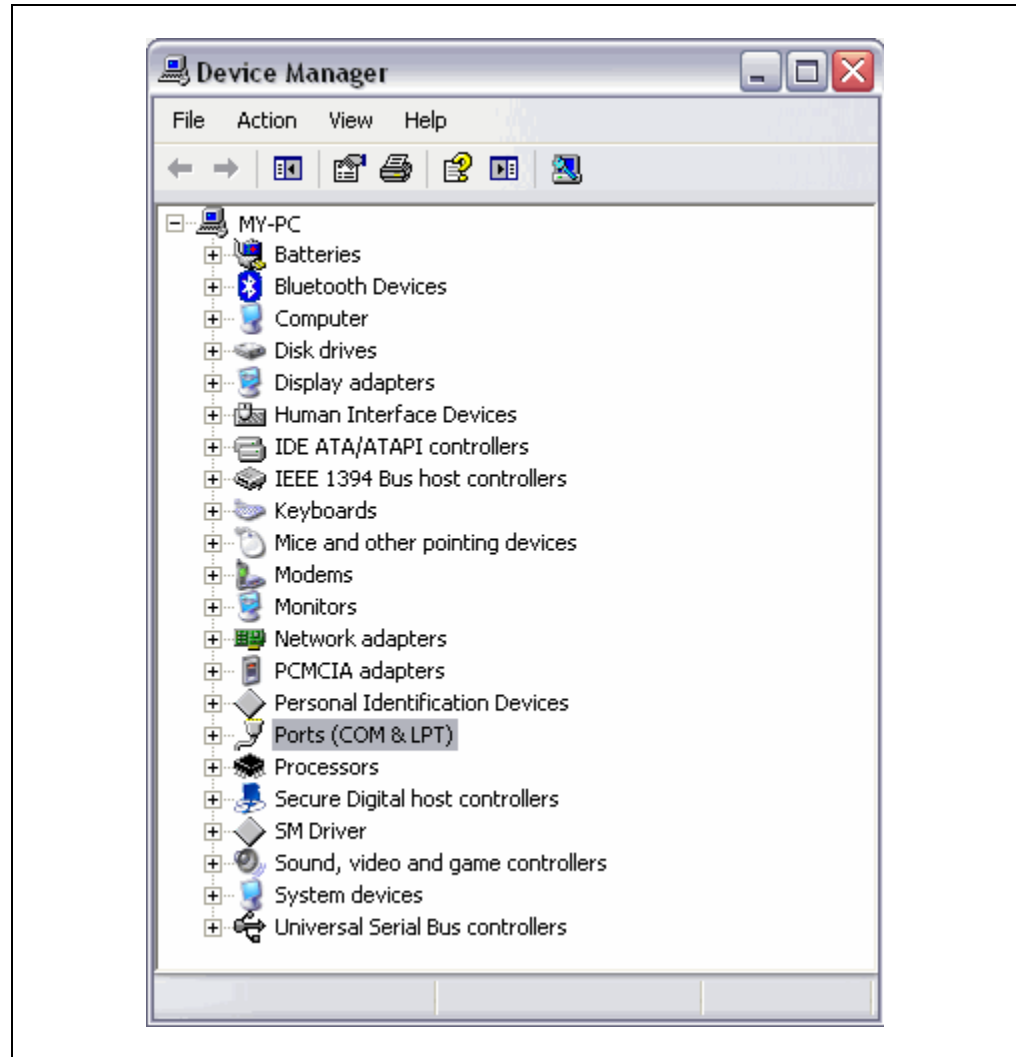 Device Manager
File Action View Help
MY-PC
Batteries
Bluetooth Devices
Computer
Disk drives
Display adapters
Human Interface Devices
IDE ATA/ATAPI controllers
IEEE 1394 Bus host controllers
Keyboards
Mice and other pointing devices
Modems
Monitors
Network adapters
PCMCIA adapters
Personal Identification Devices
Ports (COM & LPT)
Processors
Secure Digital host controllers
SM Driver
Sound, video and game controllers
System devices
Universal Serial Bus controllers